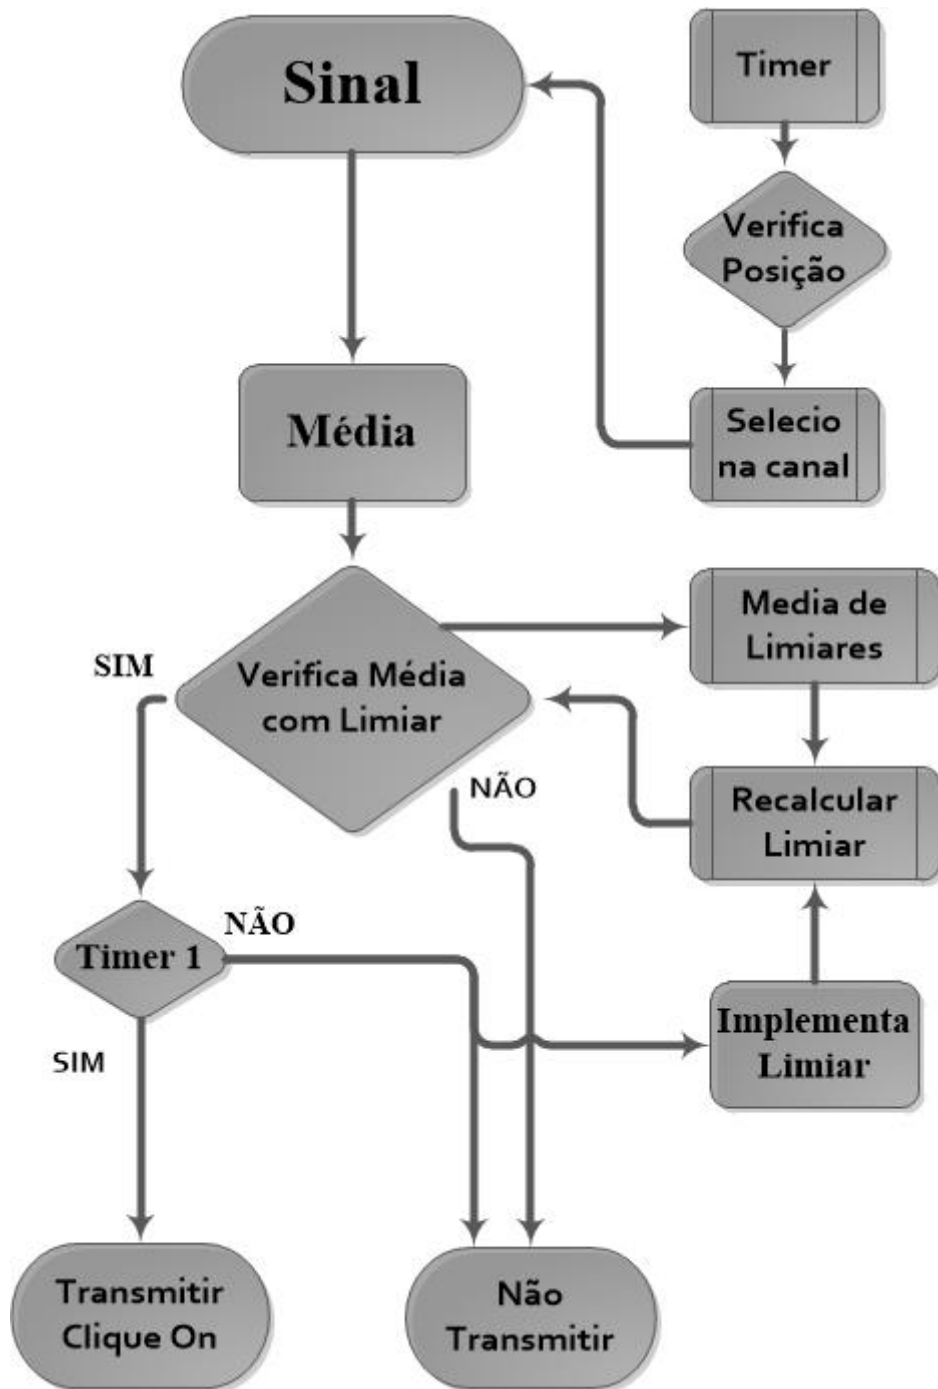 Sinal
Timer
Verifica
Posição
Selecio
na canal
Média
Media de
Limiares
SIM
Verifica Média
com Limiar
NÃO
Recalcular
Limiar
NÃO
Timer 1
Implementa
Limiar
SIM
Transmitir
Clique On
Não
Transmitir